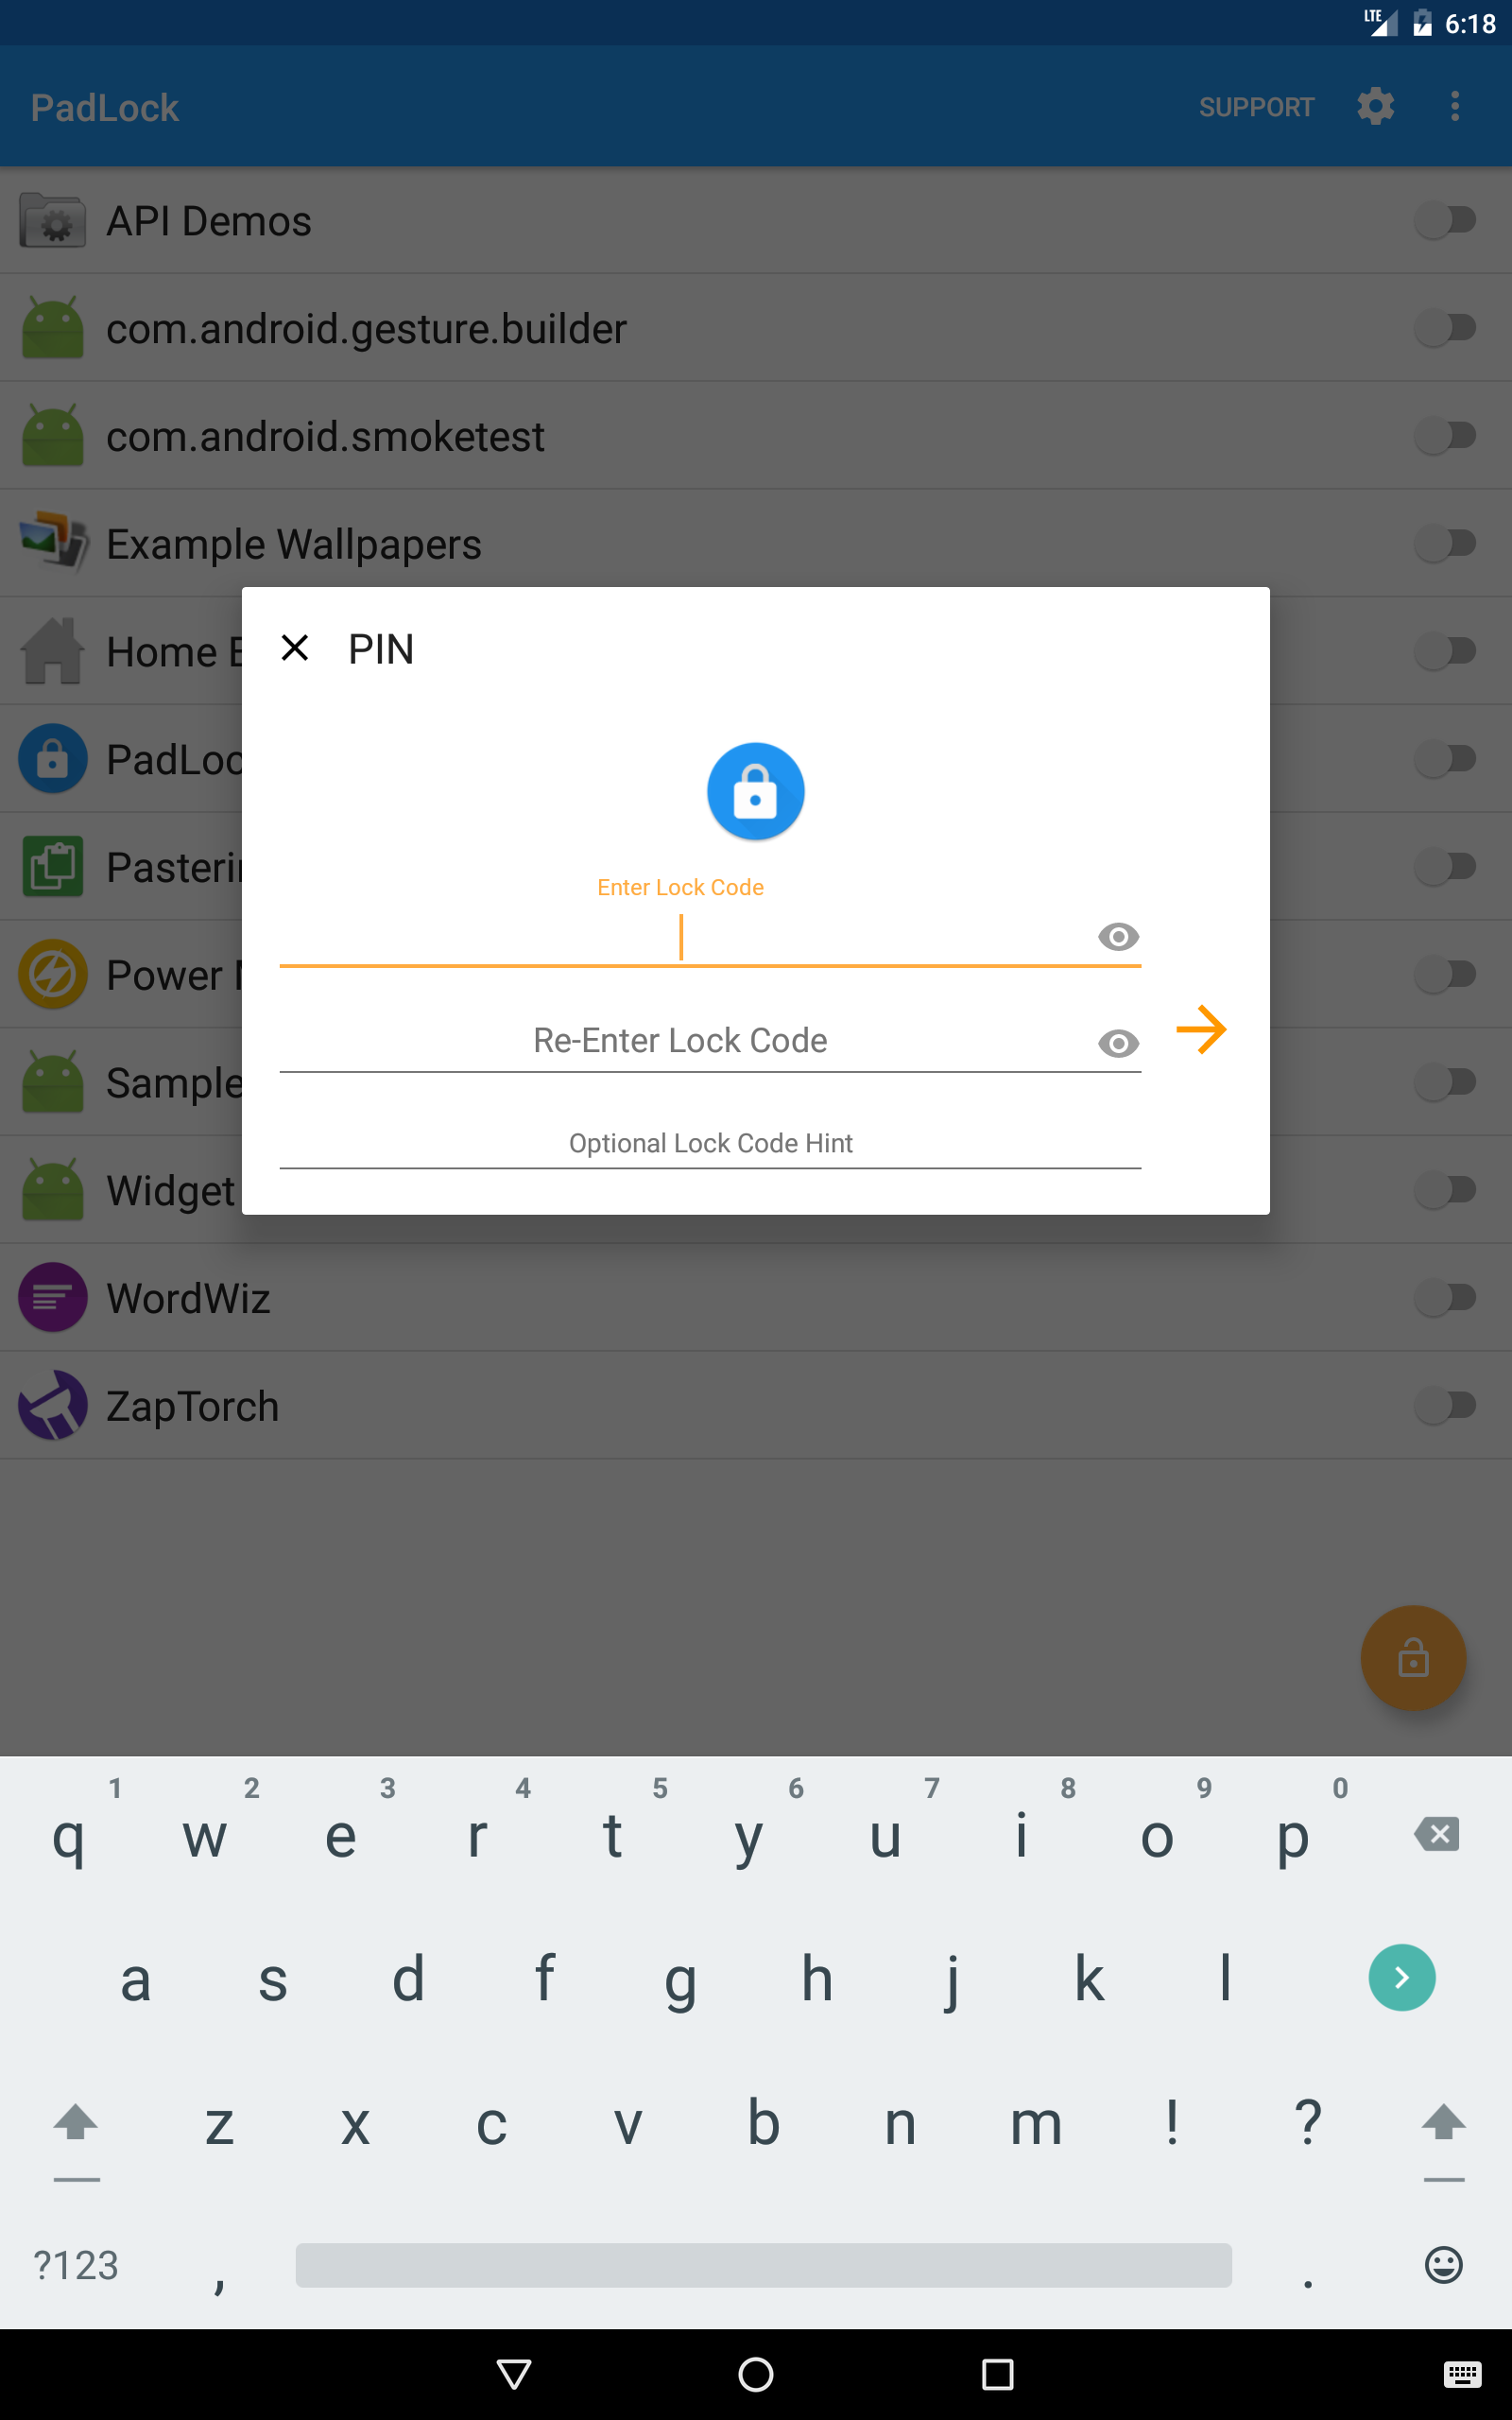 LTE 6:18
PadLock SUPPORT
API Demos
com.android.gesture.builder
com.android.smoketest
Example Wallpapers
Home
PIN
PadLoc
Enter Lock Code
Pasteri
Power
Re-Enter Lock Code
Sample
Optional Lock Code Hint
Widget
WordWiz
ZapTorch
1 2 3 4 5 6 7 8 9 0
q w e r t y u i o p
a s d f g h j k l
z x c v b n m ! ?
?123 , .